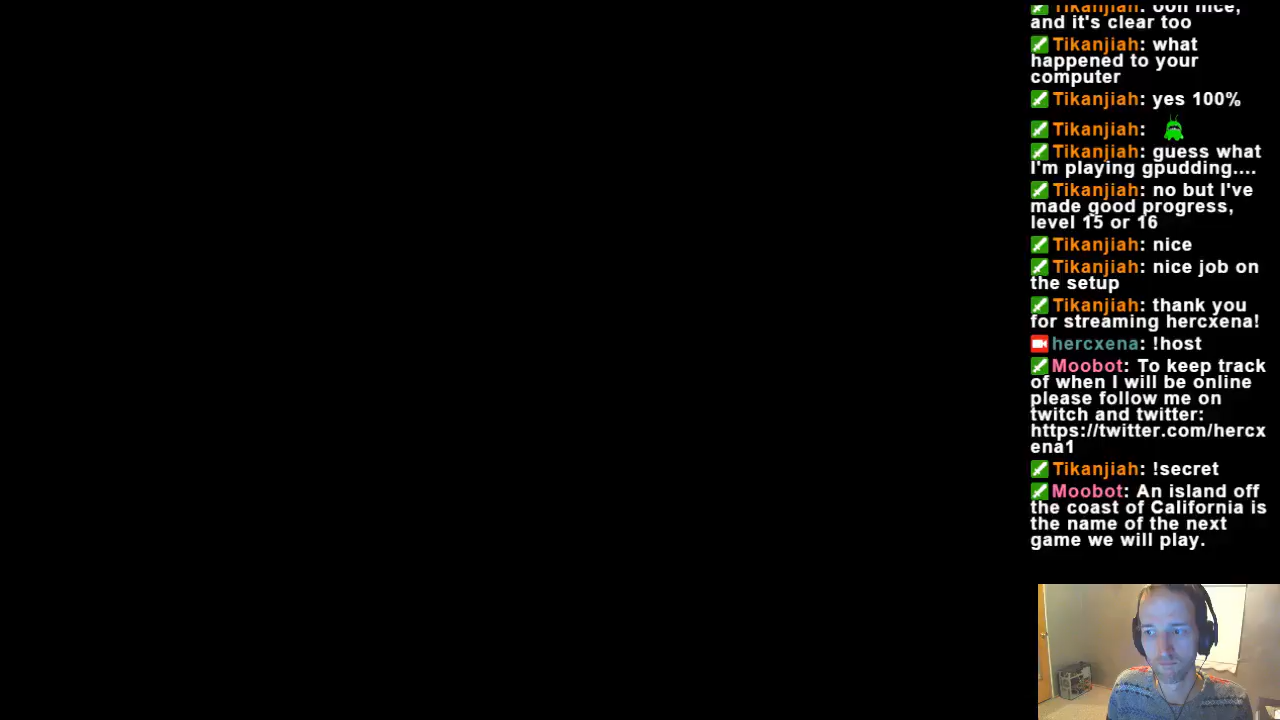 Tikanjiah: ooh nice,
and it's clear too
Tikanjiah: what
happened to your
computer
Tikanjiah: yes 100%
Tikanjiah:
Tikanjiah: guess what
I'm playing gpudding....
Tikanjiah: no but I've
made good progress,
level 15 or 16
Tikanjiah: nice
Tikanjiah: nice job on
the setup
Tikanjiah: thank you
for streaming hercxena!
hercxena: !host
Moobot: To keep track
of when I will be online
please follow me on
twitch and twitter:
https://twitter.com/hercx
ena1
Tikanjiah: !secret
Moobot: An island off
the coast of California is
the name of the next
game we will play.